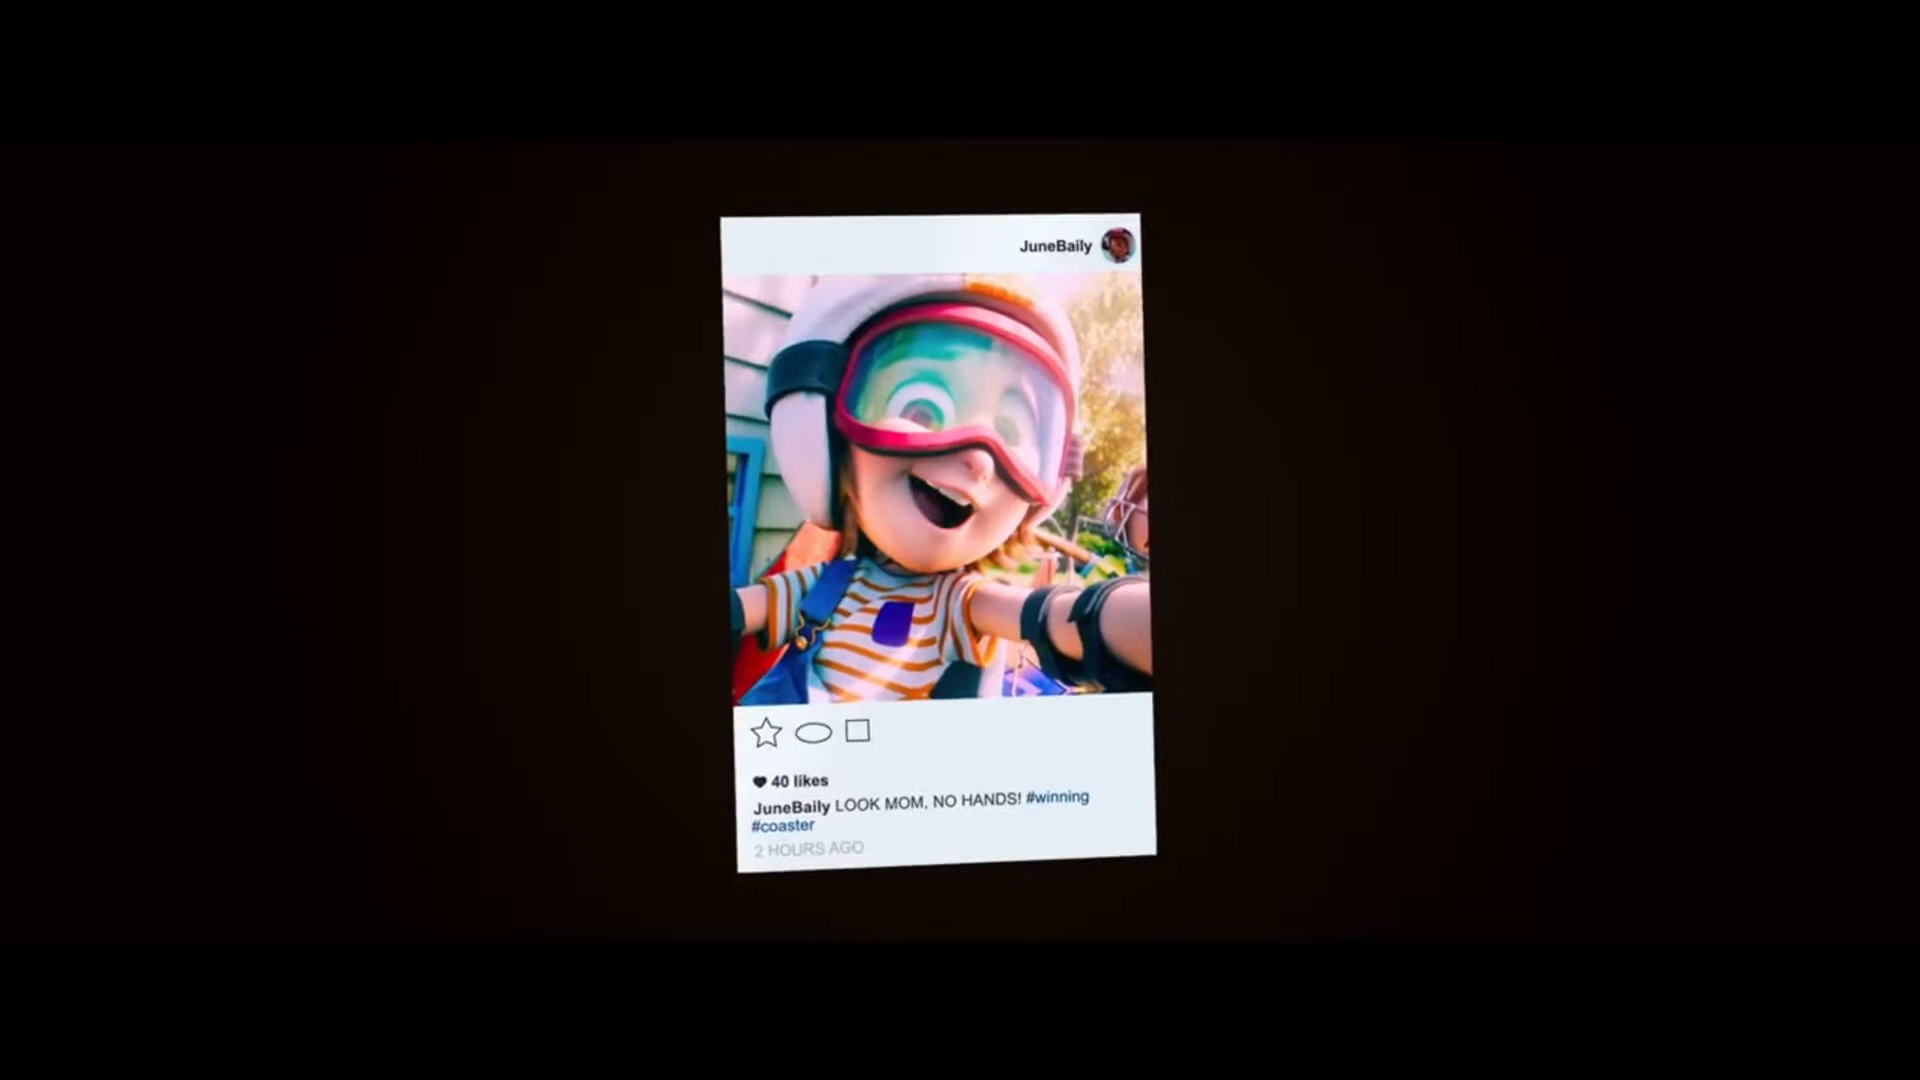 JuneBaily
40 likes
JuneBaily LOOK MOM, NO HANDS! #winning
#coaster
2 HOURS AGO